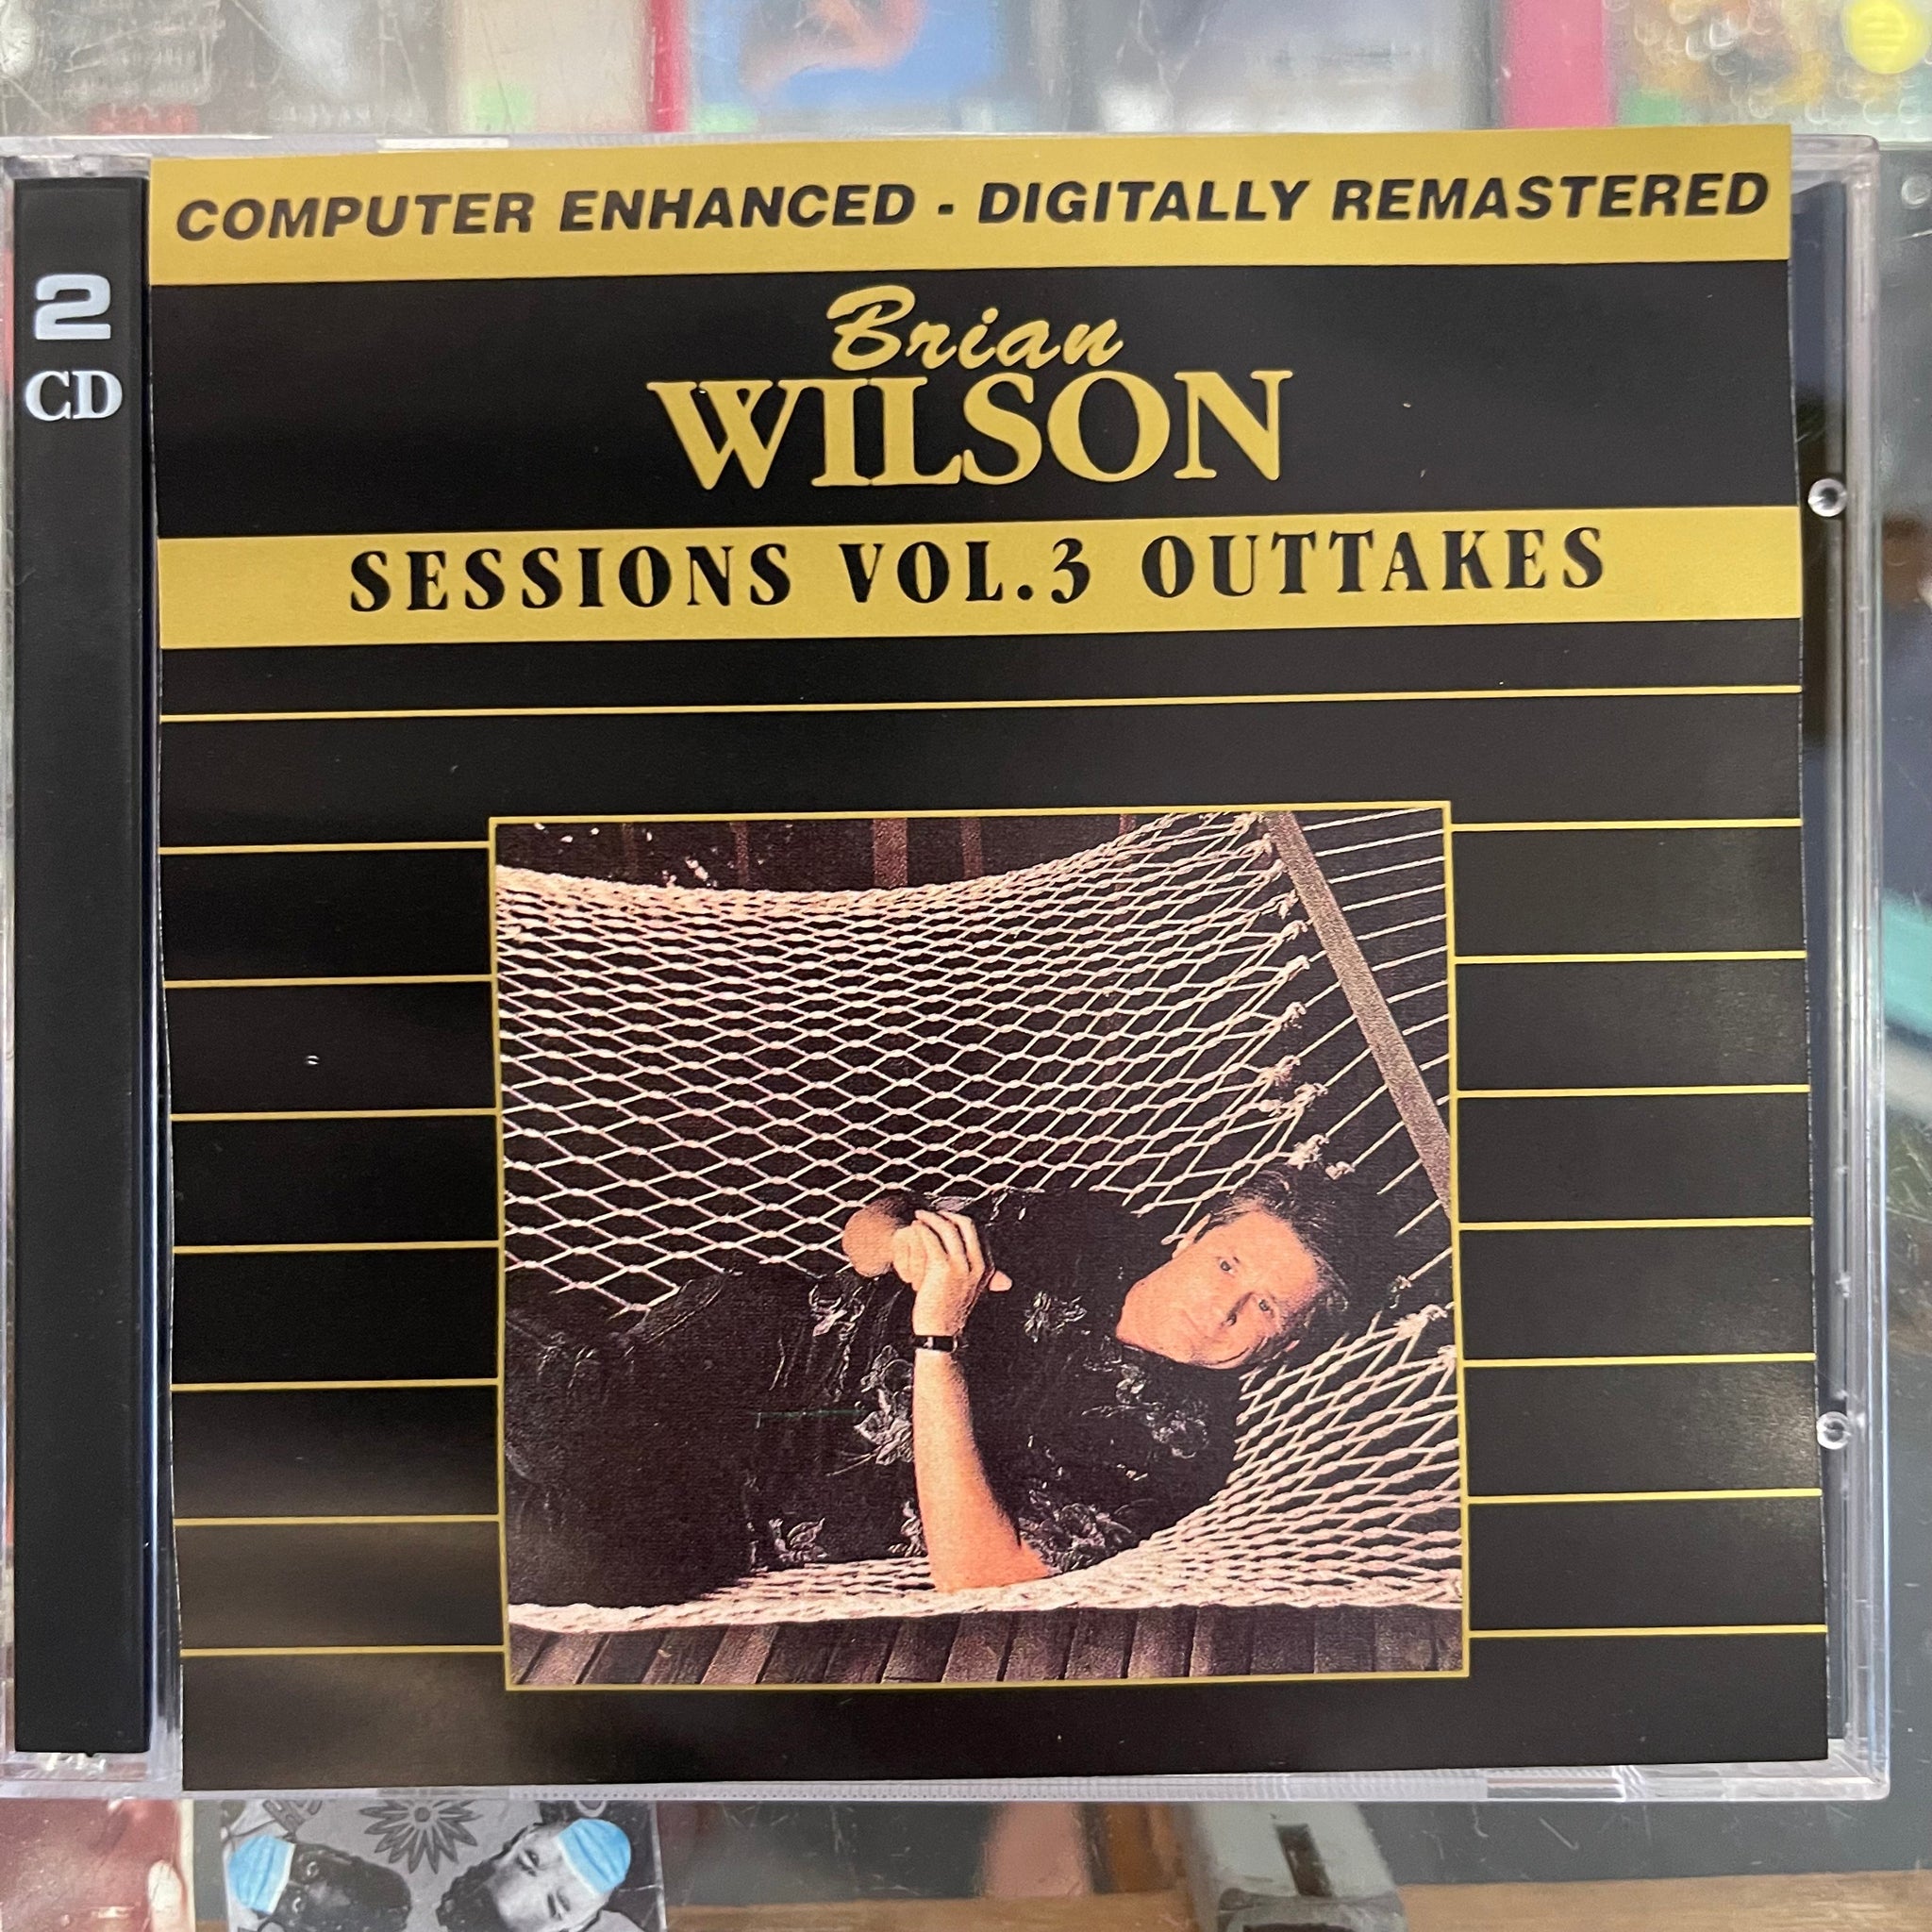 COMPUTER ENHANCED - DIGITALLY REMASTERED
2
CD
Brian
WILSON
SESSIONS VOL.3 OUTTAKES